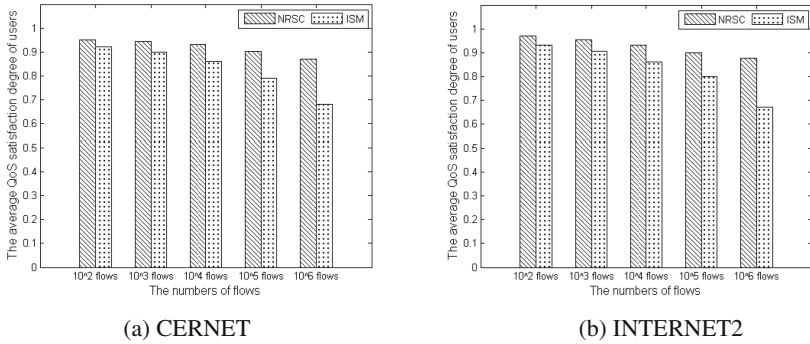 The average QoS satisfaction degree of users
1
0.9
0.8
0.7
0.6
0.5
0.4
0.3
0.2
0.1
0
NRSC
ISM
10^2 flows 10^3 flows 10^4 flows 10^5 flows 10^6 flows
The numbers of flows
(a) CERNET
The average QoS satisfaction degree of users
1
0.9
0.8
0.7
0.6
0.5
0.4
0.3
0.2
0.1
0
NRSC
ISM
10^2 flows 10^3 flows 10^4 flows 10^5 flows 10^6 flows
The numbers of flows
(b) INTERNET2